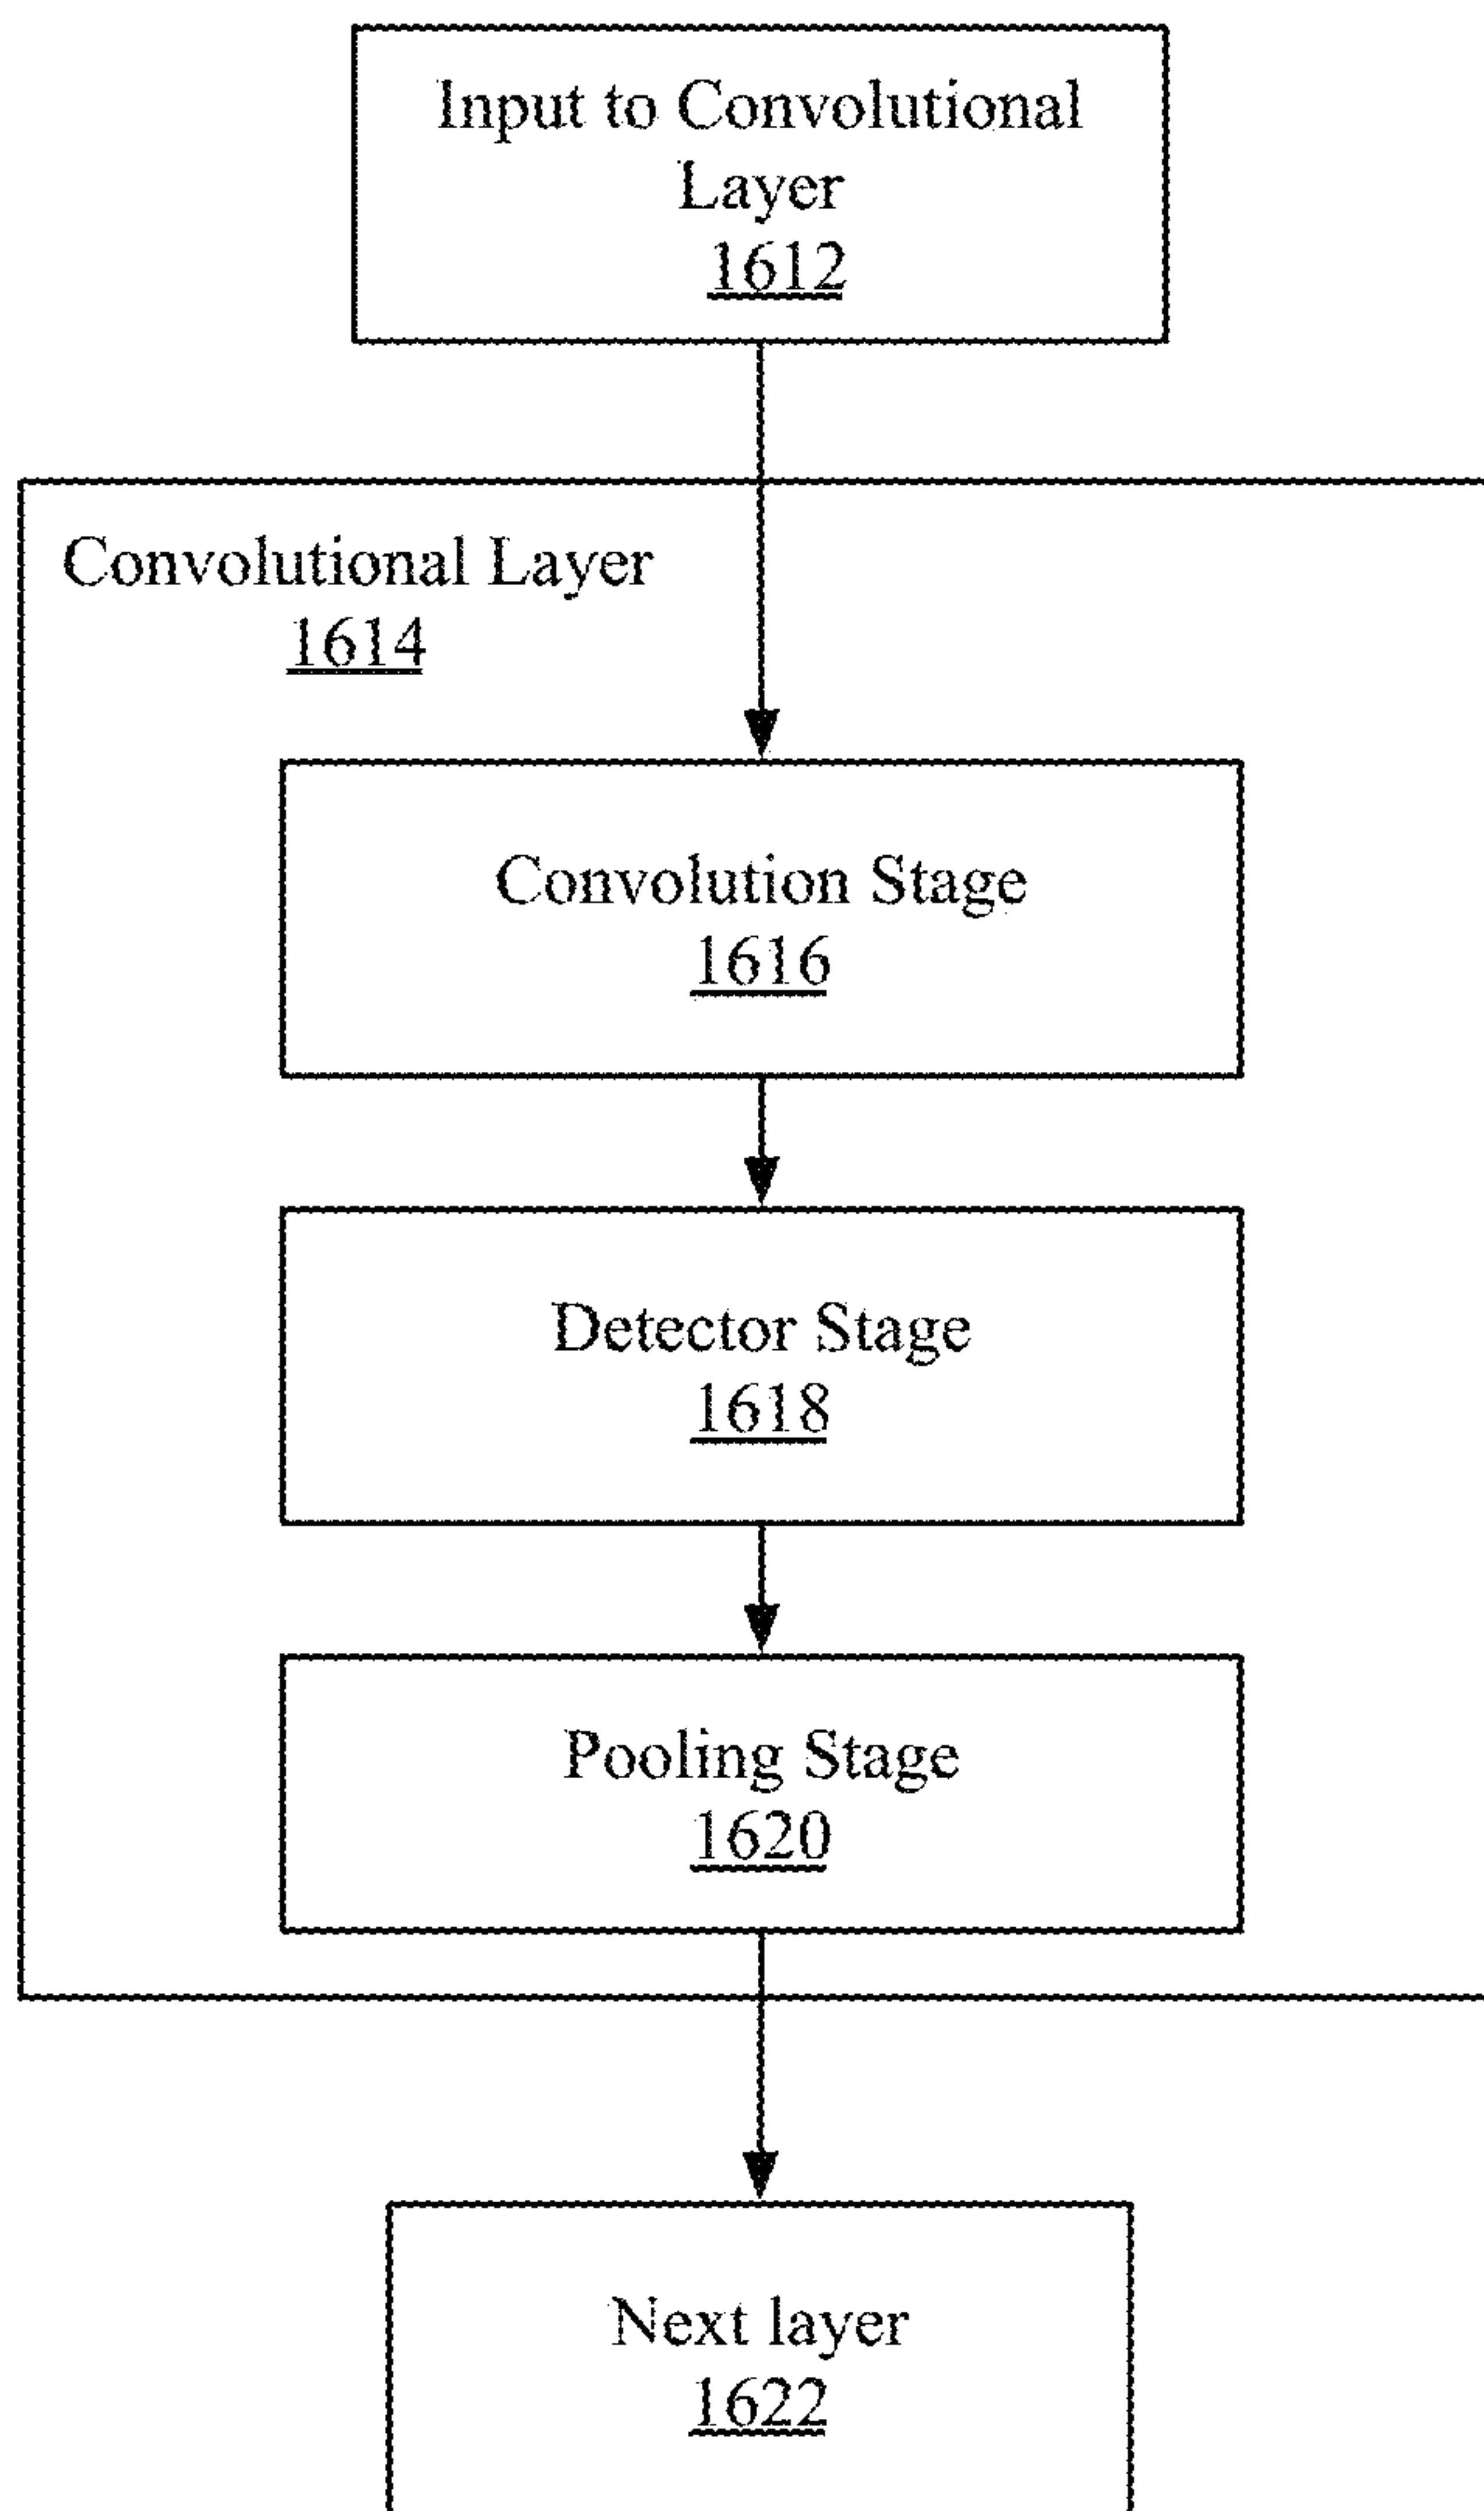 Input to Convolutional
Layer
1612
Convolutional Layer
1614
Convolution Stage
1616
Detector Stage
1618
Pooling Stage
1620
Next layer
1622